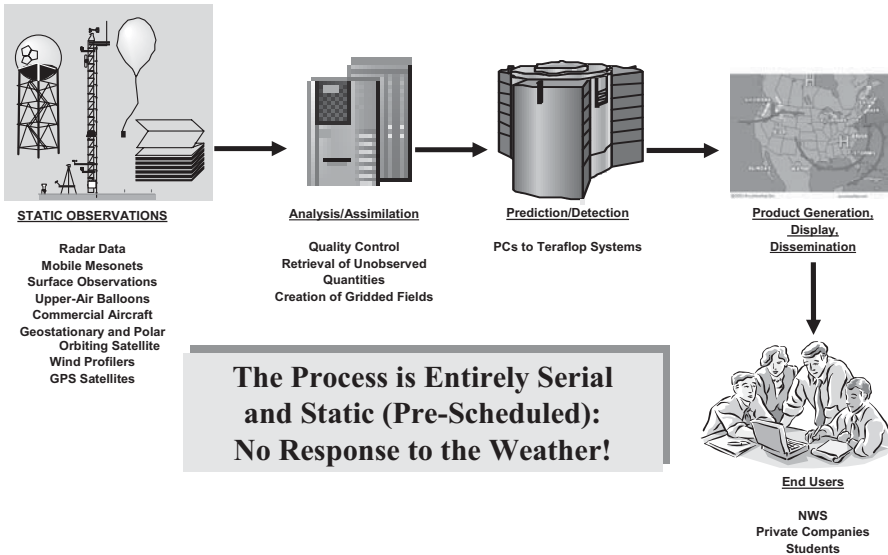 STATIC OBSERVATIONS
Radar Data
Mobile Mesonets
Surface Observations
Upper-Air Balloons
Commercial Aircraft
Geostationary and Polar
Orbiting Satellite
Wind Profilers
GPS Satellites
Analysis/Assimilation
Quality Control
Retrieval of Unobserved
Quantities
Creation of Gridded Fields
Prediction/Detection
PCs to Teraflop Systems
Product Generation,
Display,
Dissemination
End Users
NWS
Private Companies
Students
The Process is Entirely Serial
and Static (Pre-Scheduled):
No Response to the Weather!